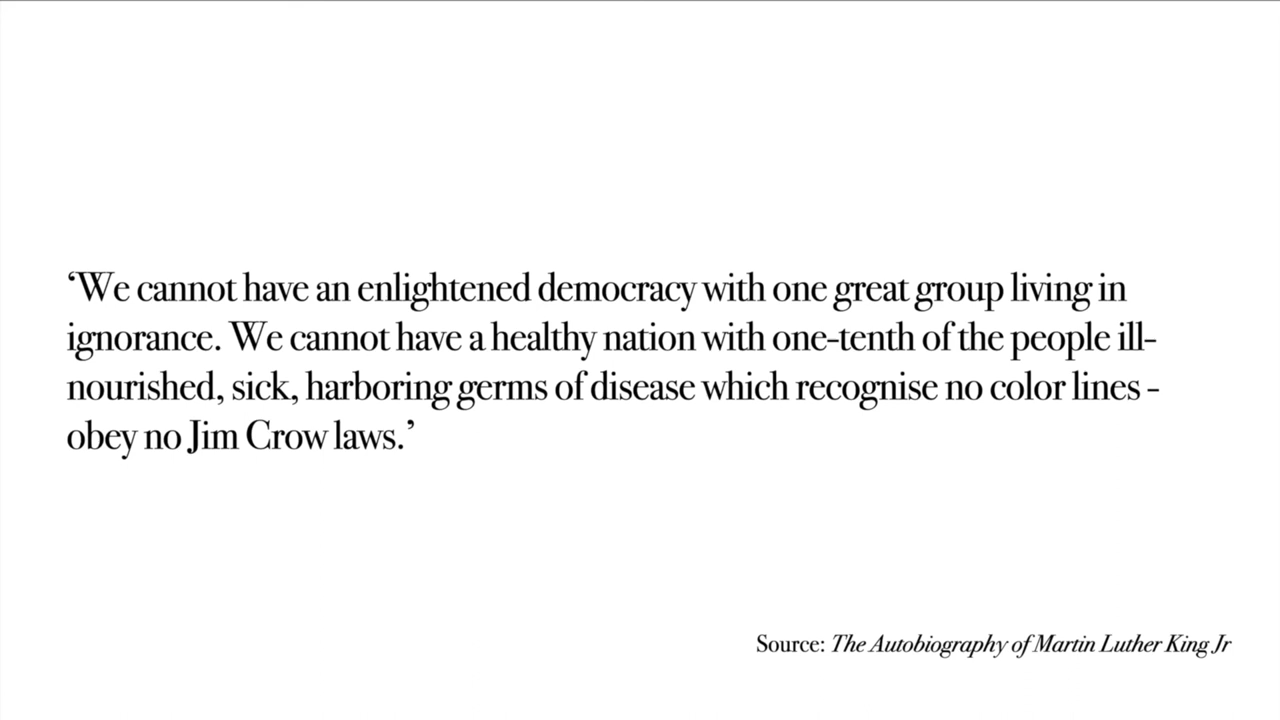 ‘We cannot have an enlightened democracy with one great group living in
ignorance. We cannot have a healthy nation with one-tenth of the people ill-
nourished, sick, harboring germs of disease which recognise no color lines -
obey no Jim Crow laws.’
Source: The Autobiography of Martin Luther King Jr